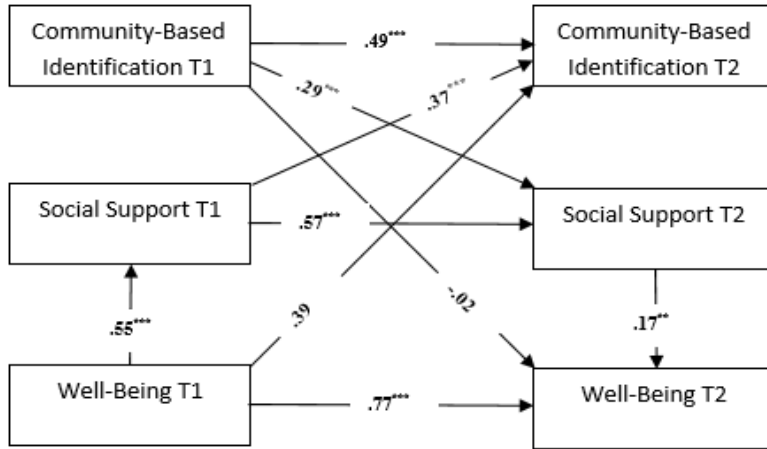 Community-Based
Identification T1
.49***
Community-Based
Identification T2
.29***
.37***
Social Support T1
.57***
Social Support T2
.55***
.39
-.02
.17**
Well-Being T1
.77***
Well-Being T2